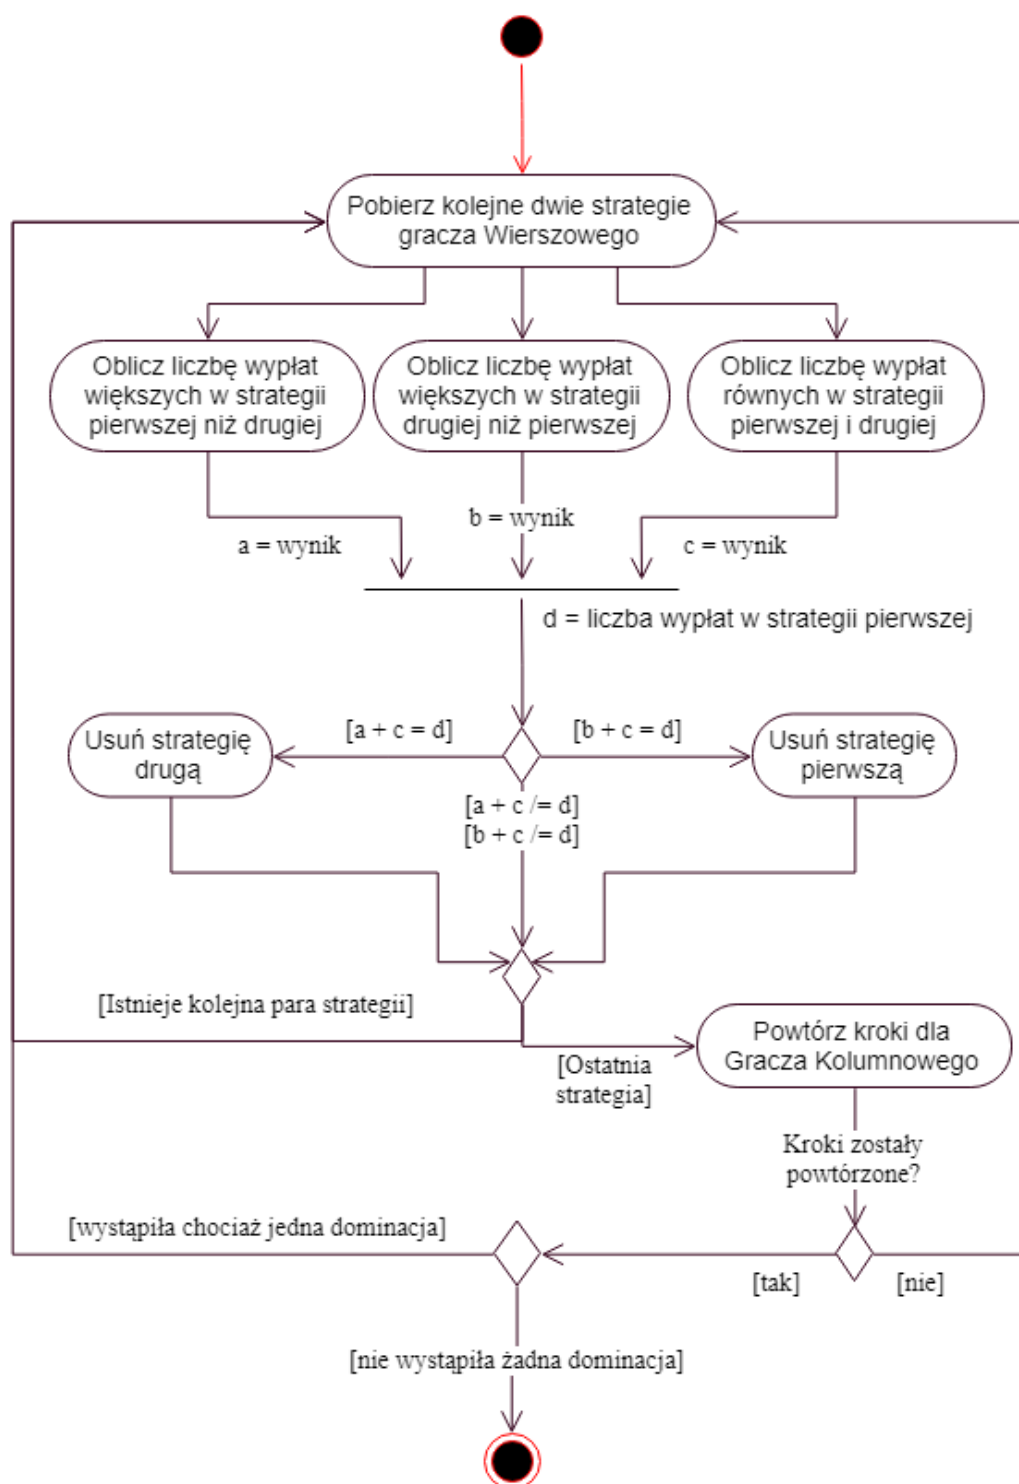 Pobierz kolejne dwie strategie
gracza Wierszowego
Oblicz liczbę wypłat
większych w strategii
pierwszej niż drugiej
Oblicz liczbę wypłat
większych w strategii
drugiej niż pierwszej
Oblicz liczbę wypłat
równych w strategii
pierwszej i drugiej
a = wynik
b = wynik
c = wynik
d = liczba wypłat w strategii pierwszej
[a + c = d]
[b + c = d]
Usuń strategię
drugą
Usuń strategię
pierwszą
[a + c /= d]
[b + c /= d]
[Istnieje kolejna para strategii]
[Ostatnia
strategia]
Powtórz kroki dla
Gracza Kolumnowego
Kroki zostały
powtórzone?
[wystąpiła chociaż jedna dominacja]
[tak]
[nie]
[nie wystąpiła żadna dominacja]